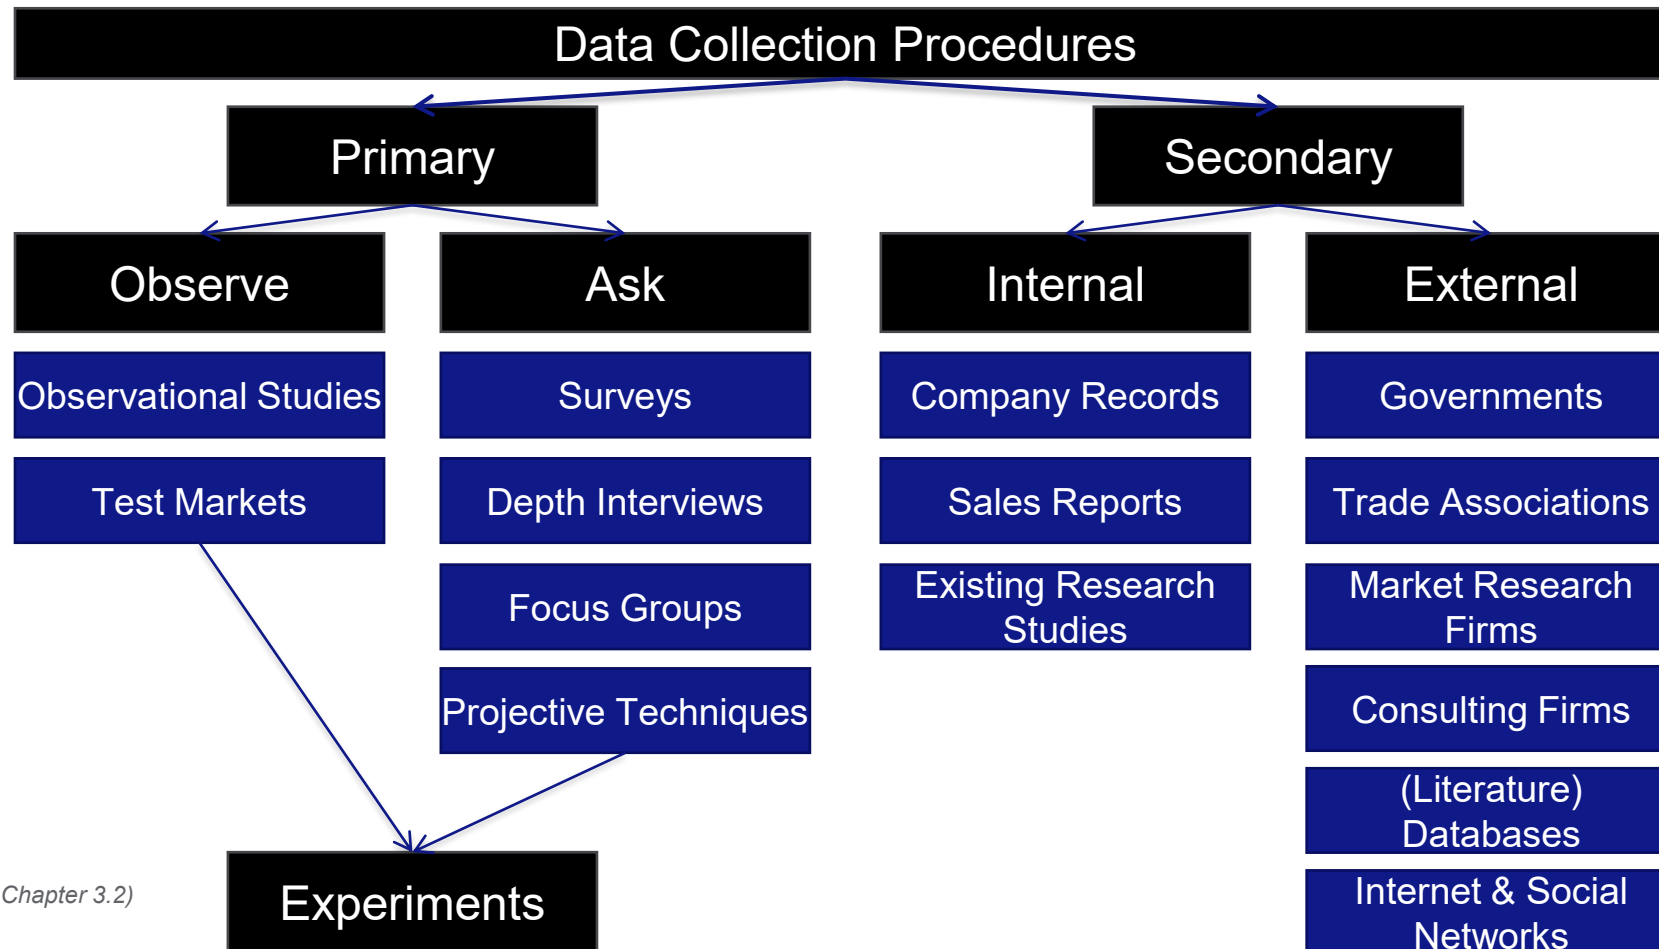 Data Collection Procedures
Primary
Secondary
Observe
Ask
Internal
External
Observational Studies
Surveys
Company Records
Governments
Test Markets
Depth Interviews
Sales Reports
Trade Associations
Focus Groups
Existing Research
Studies
Market Research
Firms
Projective Techniques
Consulting Firms
(Literature)
Databases
Chapter 3.2)
Experiments
Internet & Social
Networks